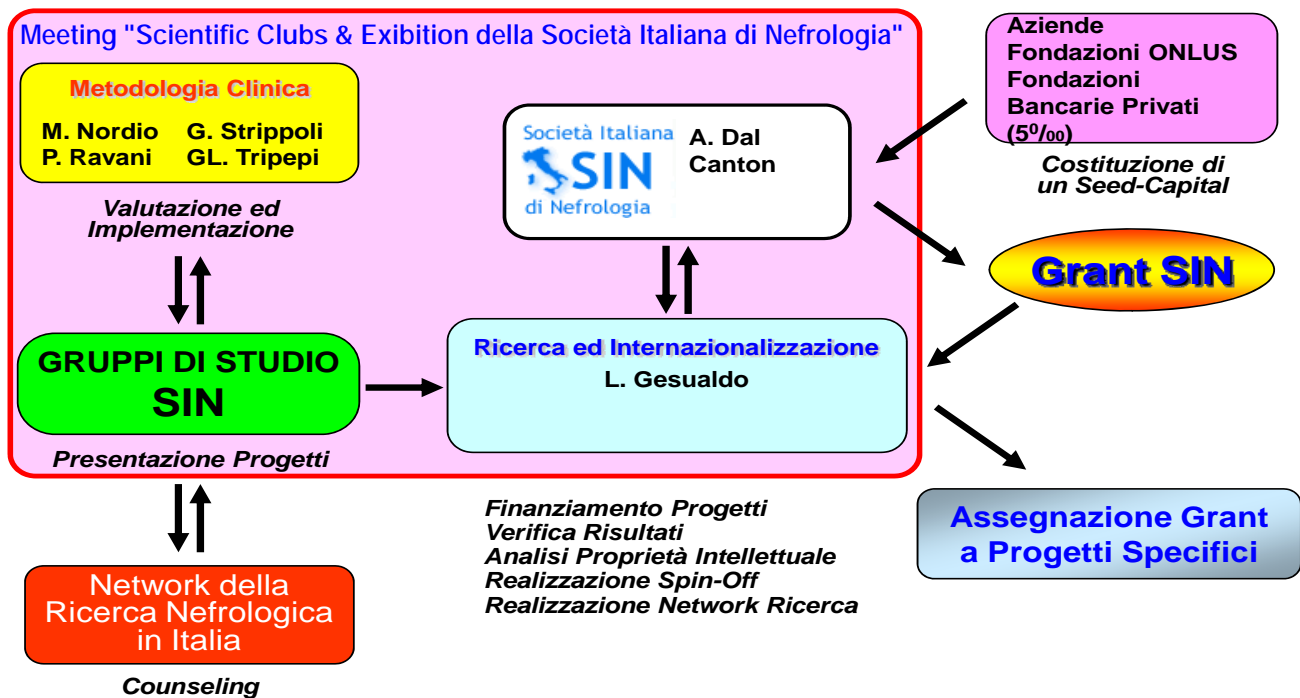 Meeting "Scientific Clubs & Exibition della Società Italiana di Nefrologia"
Metodologia Clinica
M. Nordio G. Strippoli
P. Ravani GL. Tripepi
Valutazione ed
Implementazione
GRUPPI DI STUDIO
SIN
Presentazione Progetti
Network della
Ricerca Nefrologica
in Italia
Counseling
Società Italiana
SIN
di Nefrologia
A. Dal
Canton
Ricerca ed Internazionalizzazione
L. Gesualdo
Finanziamento Progetti
Verifica Risultati
Analisi Proprietà Intellettuale
Realizzazione Spin-Off
Realizzazione Network Ricerca
Aziende
Fondazioni ONLUS
Fondazioni
Bancarie Privati
(5⁰/₀₀)
Costituzione di
un Seed-Capital
Grant SIN
Assegnazione Grant
a Progetti Specifici